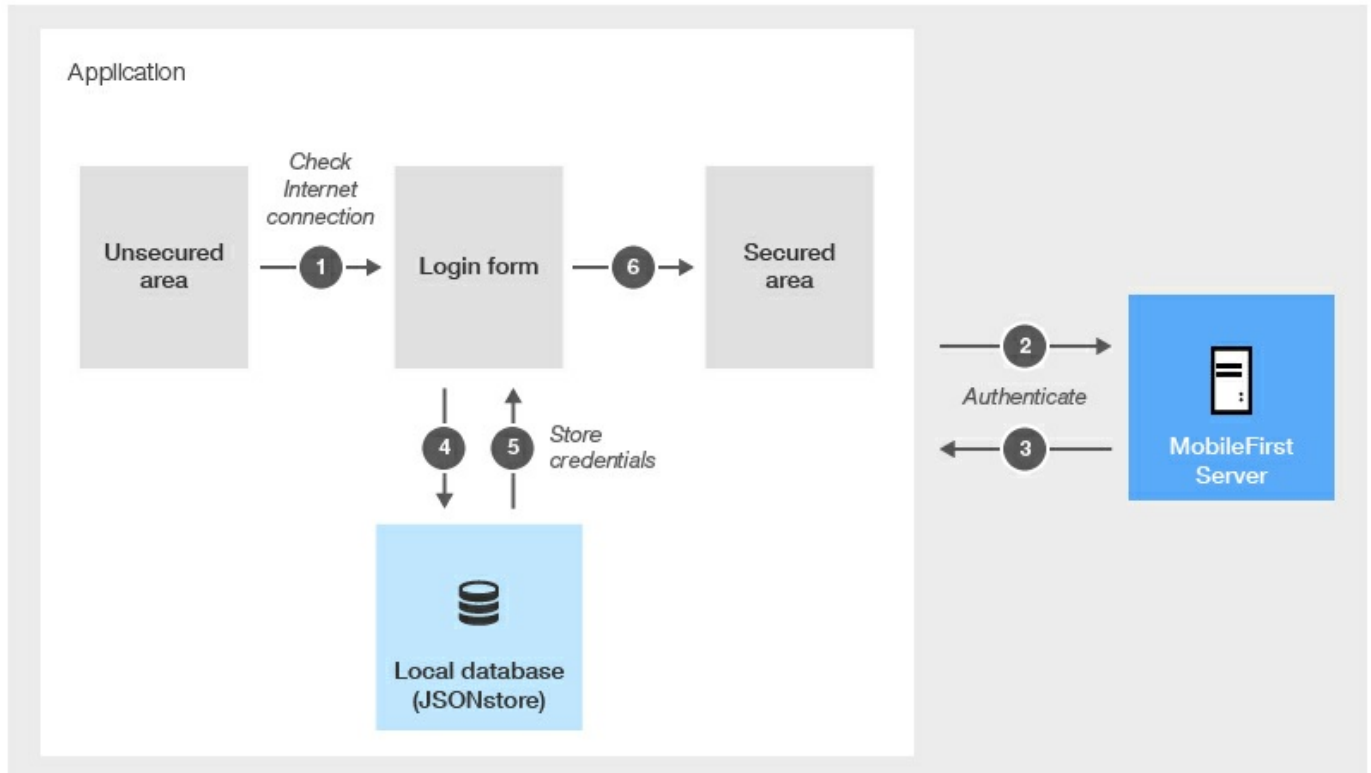 Application
Check
Internet
connection
Unsecured
area
1
Login form
6
Secured
area
2
Authenticate
3
MobileFirst
Server
4
5
Store
credentials
Local database
(JSONstore)